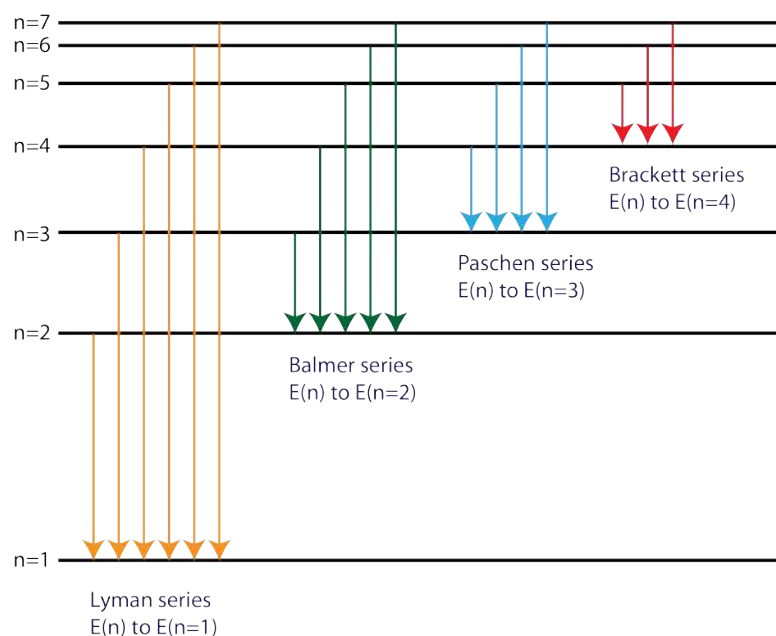 n=7
n=6
n=5
n=4
Brackett series
E(n) to E(n=4)
n=3
Paschen series
E(n) to E(n=3)
n=2
Balmer series
E(n) to E(n=2)
n=1
Lyman series
E(n) to E(n=1)